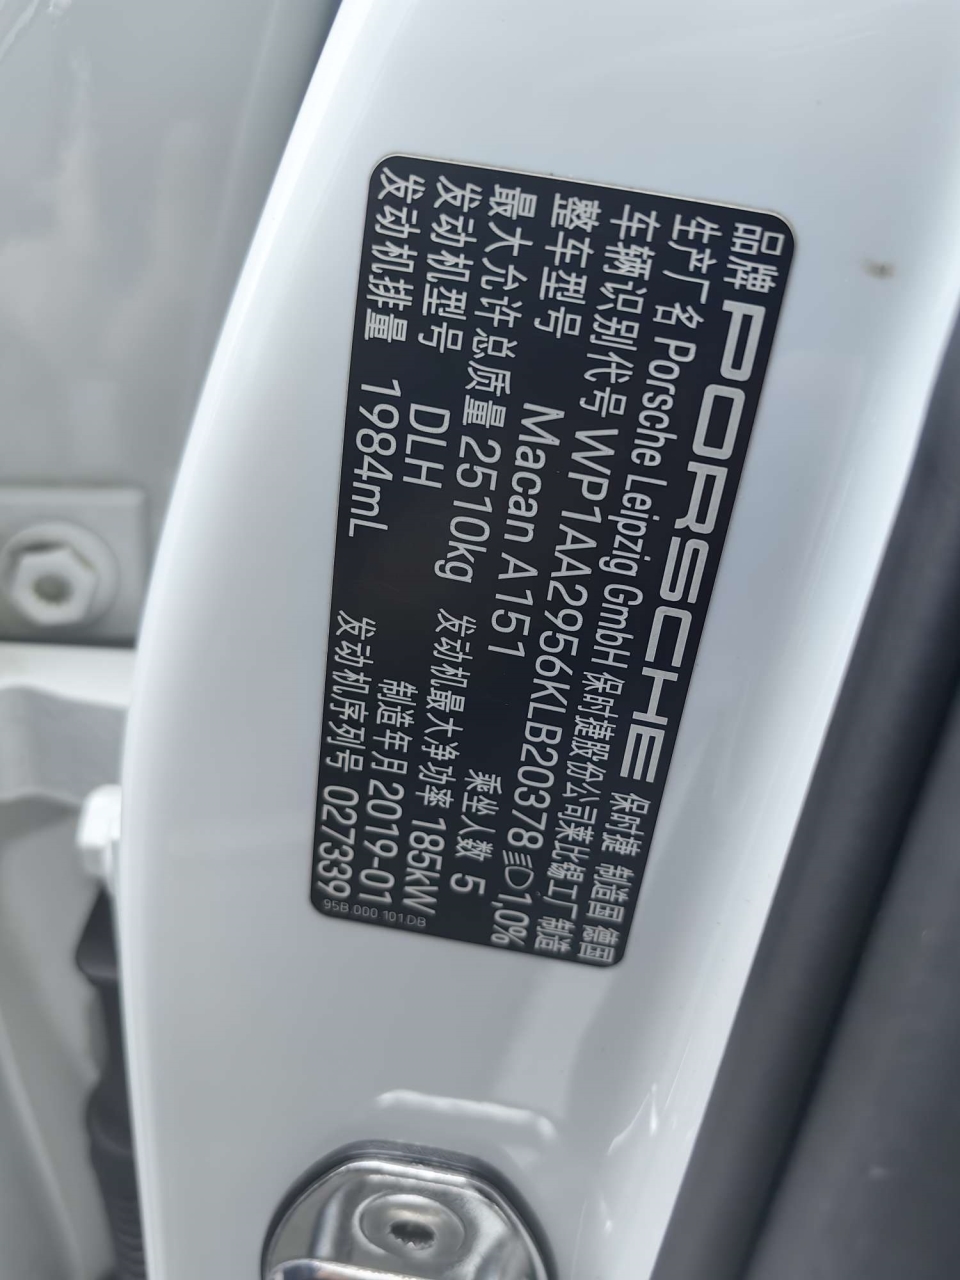 品牌 PORSCHE 保时捷 制造国 德国
生产厂名 Porsche Leipzig GmbH 保时捷股份公司莱比锡工厂制造
车辆识别代号 WP1AA2956KLB20378 1,0%
整车型号 Macan A151 乘坐人数 5
最大允许总质量 2510kg 发动机最大净功率 185kW
发动机型号 DLH 制造年月 2019-01
发动机排量 1984mL 发动机序列号 027339
95B.000.101.DB